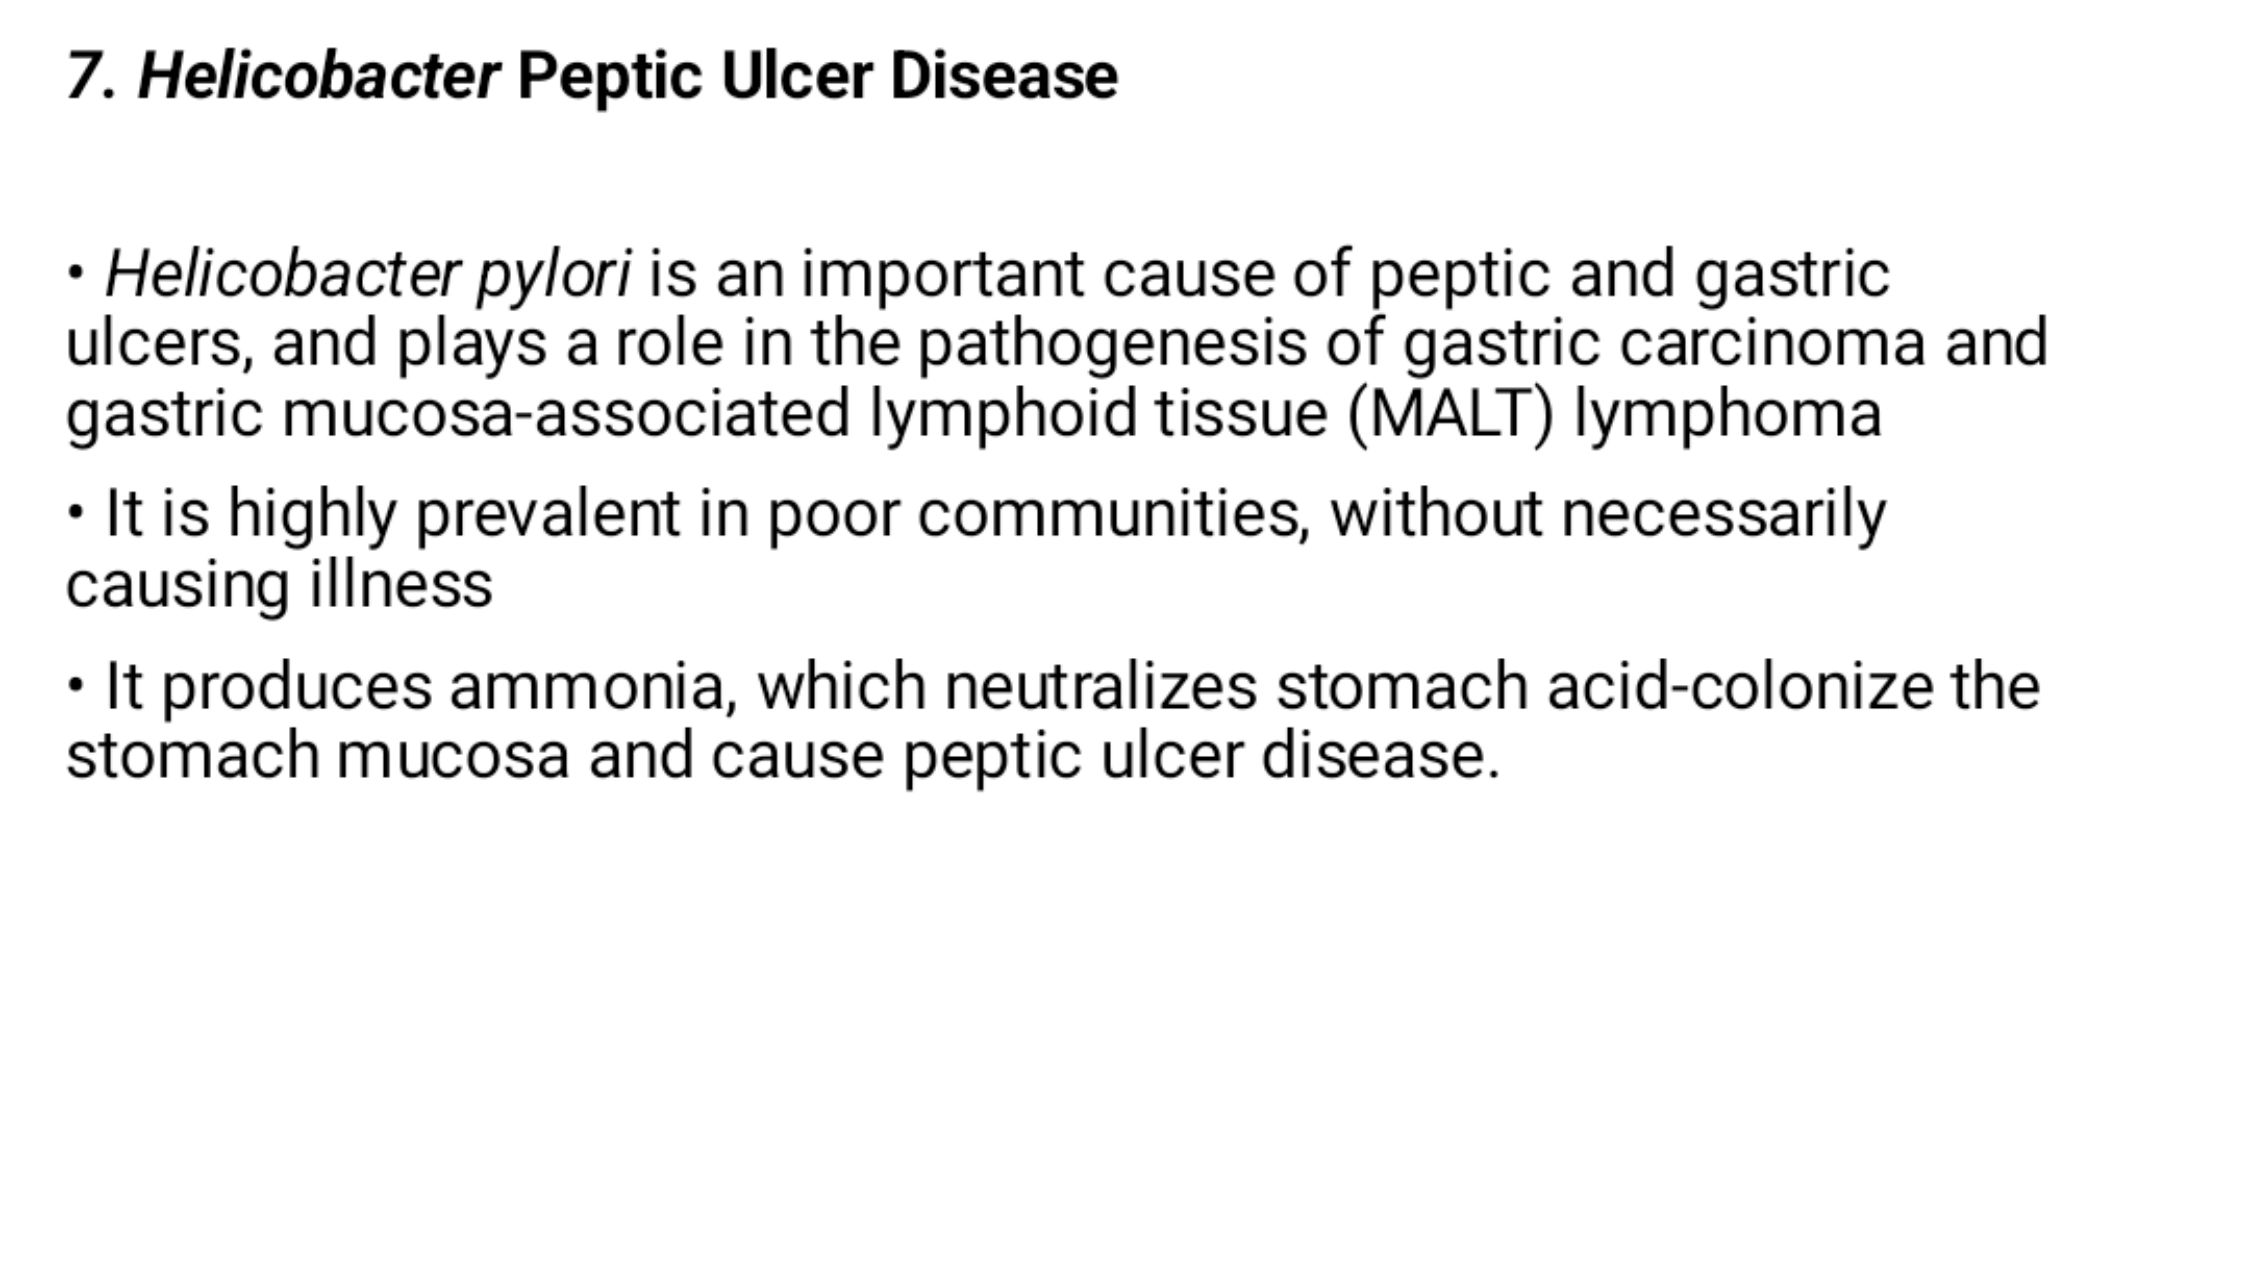 7. Helicobacter Peptic Ulcer Disease
• Helicobacter pylori is an important cause of peptic and gastric
ulcers, and plays a role in the pathogenesis of gastric carcinoma and
gastric mucosa-associated lymphoid tissue (MALT) lymphoma
• It is highly prevalent in poor communities, without necessarily
causing illness
• It produces ammonia, which neutralizes stomach acid-colonize the
stomach mucosa and cause peptic ulcer disease.